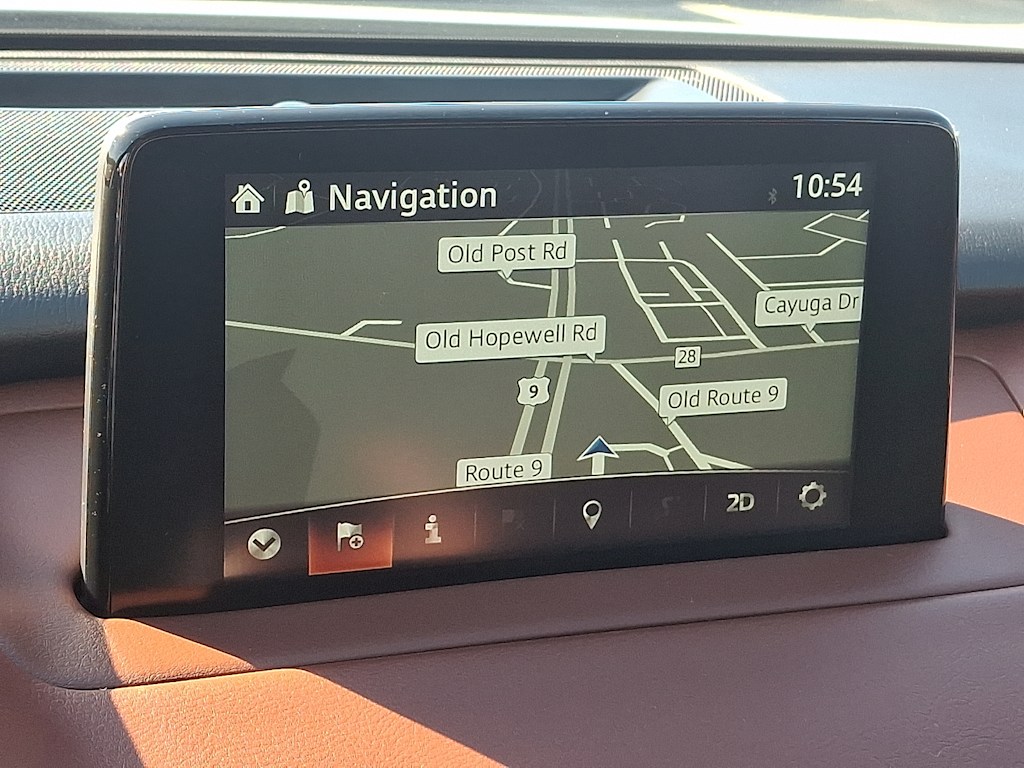 Navigation
10:54
Old Post Rd
Cayuga Dr
Old Hopewell Rd
28
9
Old Route 9
Route 9
2D